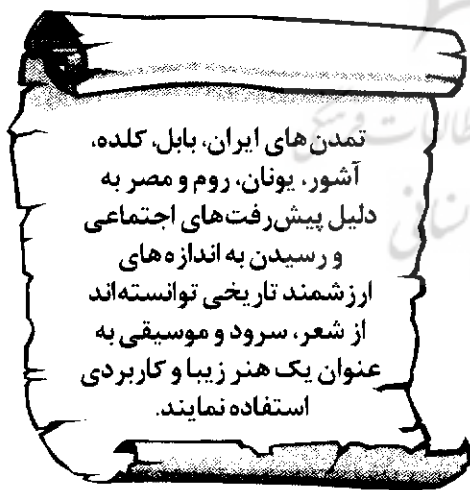 تمدن‌های ایران، بابل، کلده،
آشور، یونان، روم و مصر به
دلیل پیش‌رفت‌های اجتماعی
و رسیدن به اندازه‌های
ارزشمند تاریخی توانسته‌اند
از شعر، سرود و موسیقی به
عنوان یک هنر زیبا و کاربردی
استفاده نمایند.